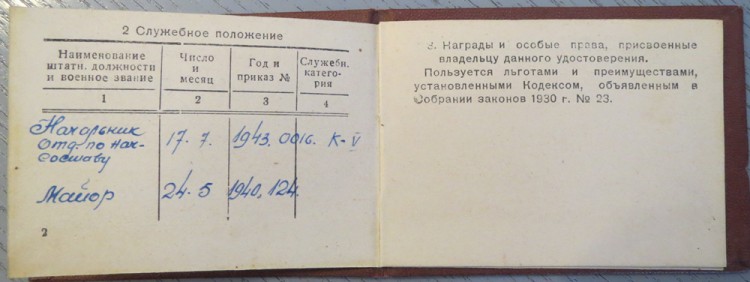 2 Служебное положение
Наименование
штатн. должности
и военное звание
Число
и
месяц
Год и
приказ №
Служебн.
катего-
рия
1
2
3
4
Начальник
Отд. по нач-
составу
17. 7.
1943. 0016.
К-V
Майор
24. 5
1940, 124.
2
3. Награды и особые права, присвоенные
владельцу данного удостоверения.
Пользуется льготами и преимуществами,
установленными Кодексом, объявленным в
Собрании законов 1930 г. № 23.